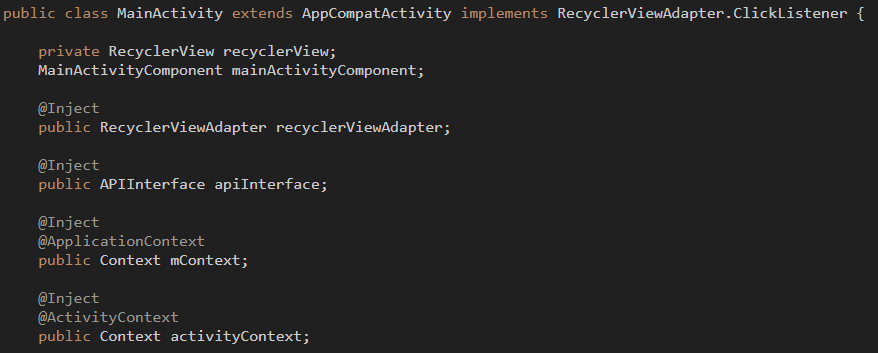 public class MainActivity extends AppCompatActivity implements RecyclerViewAdapter.ClickListener {
private RecyclerView recyclerView;
MainActivityComponent mainActivityComponent;
@Inject
public RecyclerViewAdapter recyclerViewAdapter;
@Inject
public APIInterface apiInterface;
@Inject
@ApplicationContext
public Context mContext;
@Inject
@ActivityContext
public Context activityContext;